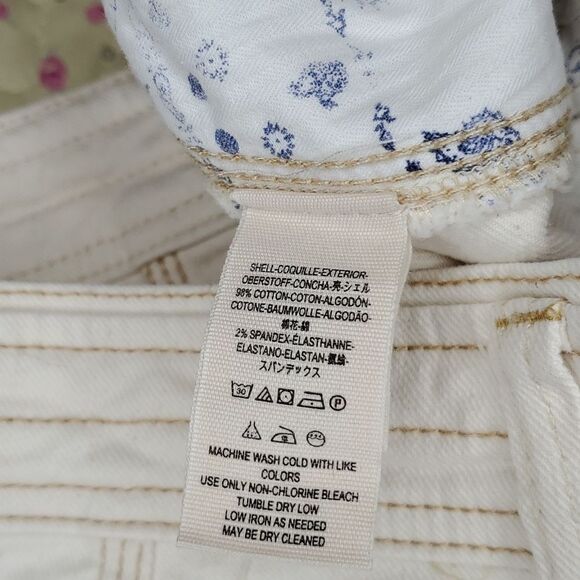 SHELL-COQUILLE-EXTERIOR-
OBERSTOFF-CONCHA-亮-シェル
98% COTTON-COTON-ALGODÓN-
COTONE-BAUMWOLLE-ALGODÃO-
棉花-綿
2% SPANDEX-ÉLASTHANNE-
ELASTANO-ELASTAN-氨綸-
スパンデックス
30 P
MACHINE WASH COLD WITH LIKE
COLORS
USE ONLY NON-CHLORINE BLEACH
TUMBLE DRY LOW
LOW IRON AS NEEDED
MAY BE DRY CLEANED